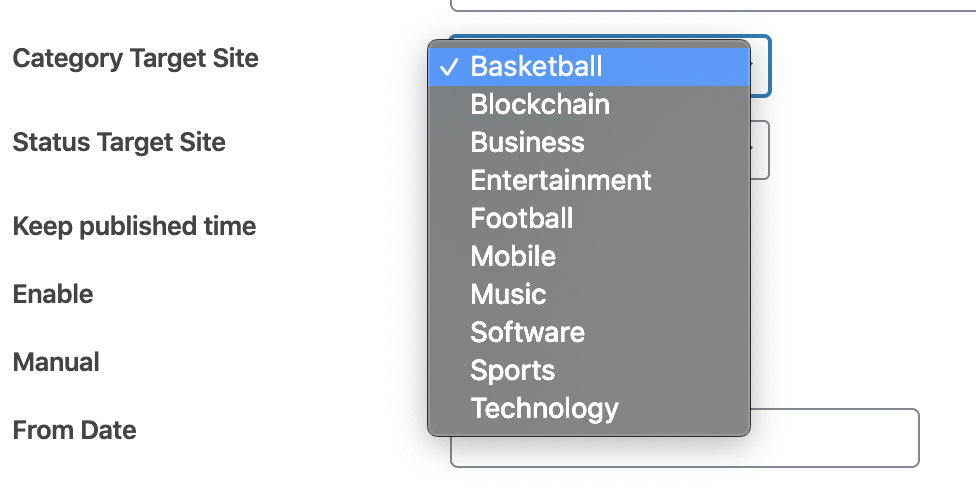 Category Target Site
Basketball
Blockchain
Business
Entertainment
Football
Mobile
Music
Software
Sports
Technology
Status Target Site
Keep published time
Enable
Manual
From Date